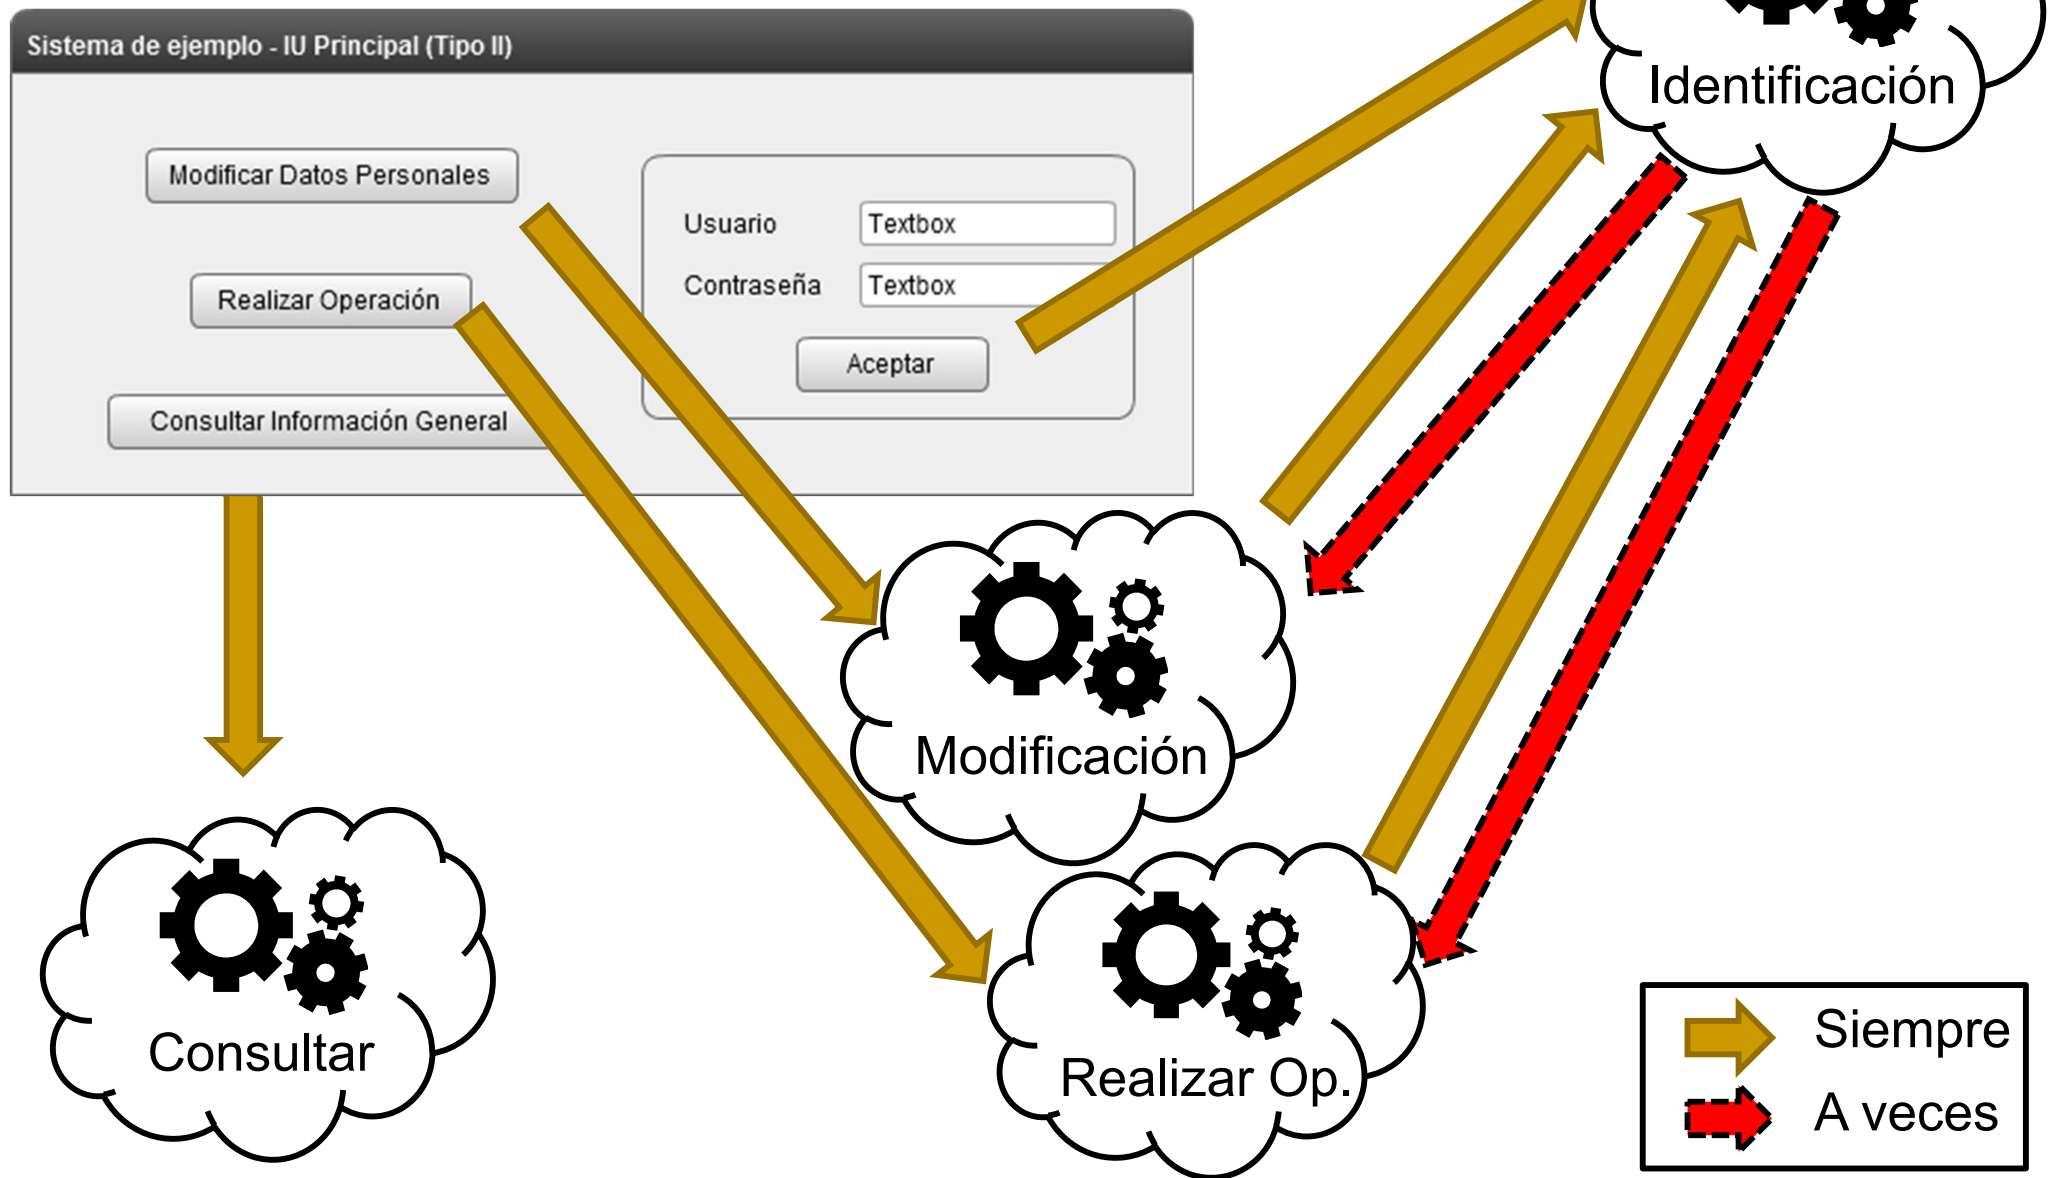 Sistema de ejemplo - IU Principal (Tipo II)
Identificación
Modificar Datos Personales
Usuario
Textbox
Realizar Operación
Contraseña
Textbox
Aceptar
Consultar Información General
Modificación
Consultar
Realizar Op.
Siempre
A veces